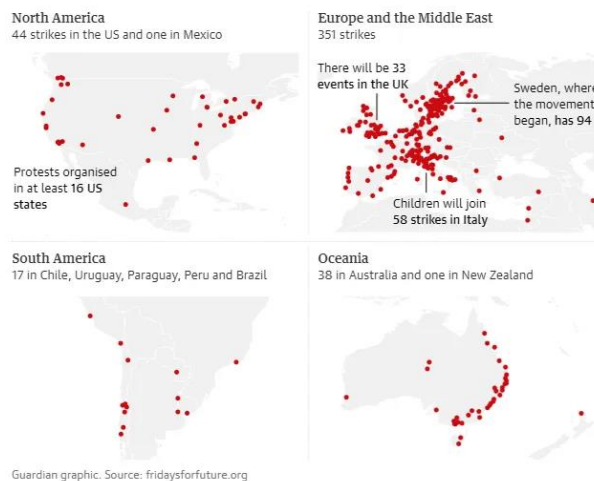 North America
44 strikes in the US and one in Mexico
Protests organised
in at least 16 US
states
Europe and the Middle East
351 strikes
There will be 33
events in the UK
Sweden, where
the movement
began, has 94
Children will join
58 strikes in Italy
South America
17 in Chile, Uruguay, Paraguay, Peru and Brazil
Oceania
38 in Australia and one in New Zealand
Guardian graphic. Source: fridaysforfuture.org